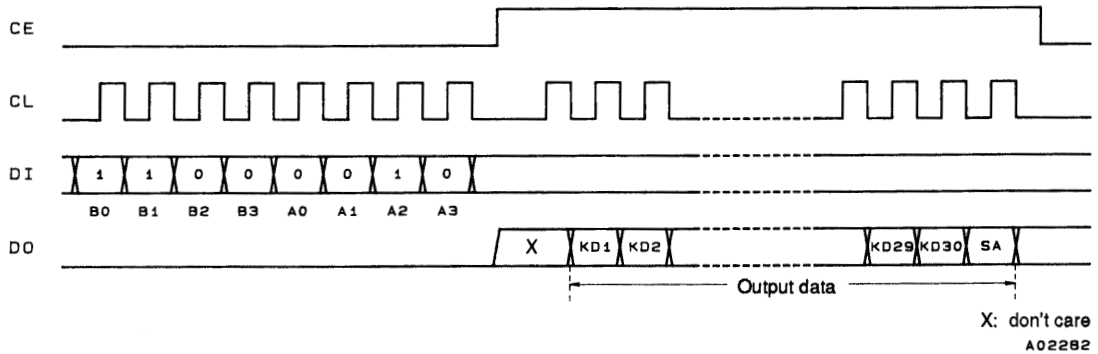 CE
CL
DI 1 1 0 0 0 0 1 0
B0 B1 B2 B3 A0 A1 A2 A3
DO X KD1 KD2 KD29 KD30 SA
Output data
X: don't care
A02282